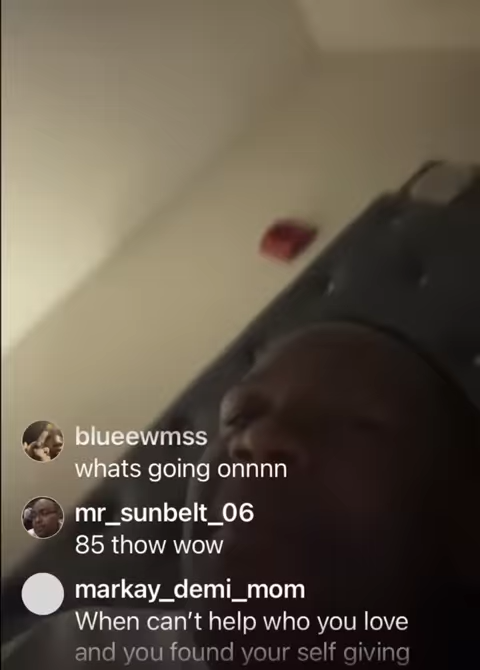 blueewmss
whats going onnnn
mr_sunbelt_06
85 thow wow
markay_demi_mom
When can’t help who you love
and you found your self giving